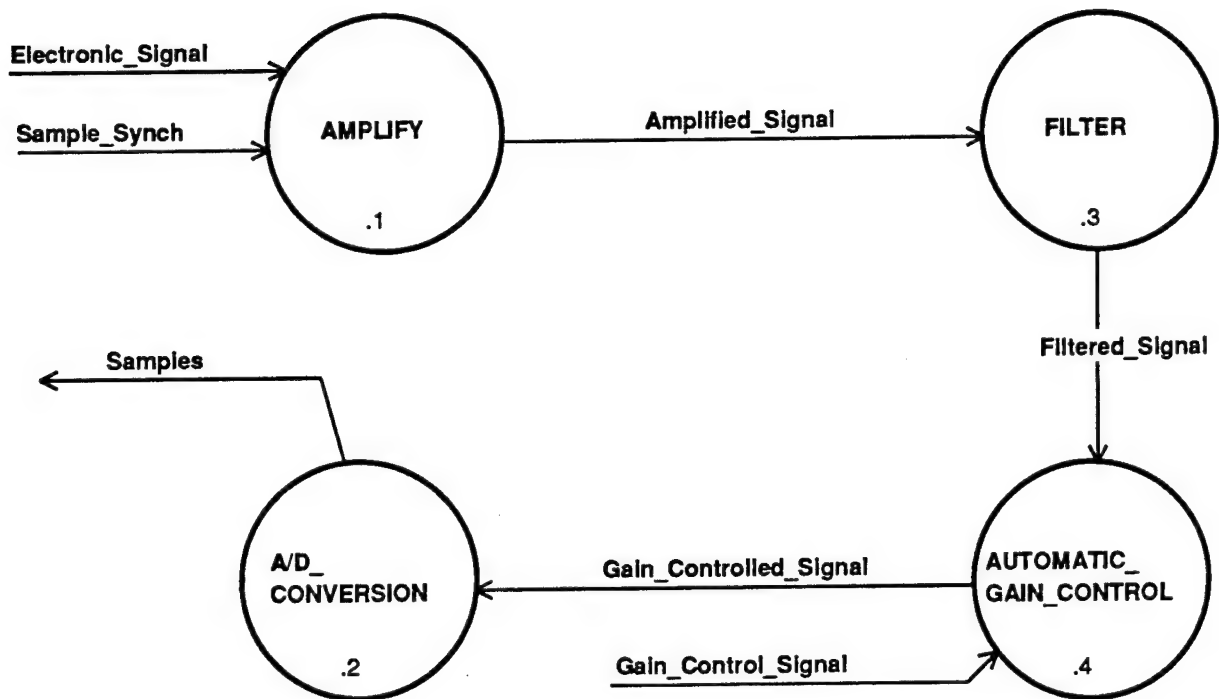 Electronic_Signal
Sample_Synch
AMPLIFY
.1
Amplified_Signal
FILTER
.3
Filtered_Signal
Samples
A/D_
CONVERSION
.2
Gain_Controlled_Signal
AUTOMATIC_
GAIN_CONTROL
.4
Gain_Control_Signal